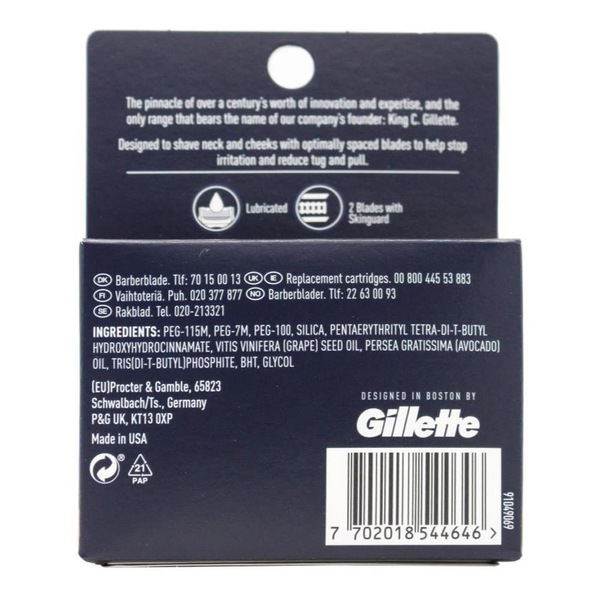 The pinnacle of over a century's worth of innovation and expertise, and the
only range that bears the name of our company's founder: King C. Gillette.
Designed to shave neck and cheeks with optimally spaced blades to help stop
irritation and reduce tug and pull.
Lubricated
2 Blades with
Skinguard
DK Barberblade. Tlf: 70 15 00 13 UK IE Replacement cartridges. 00 800 445 53 883
FI Vaihtoteriä. Puh. 020 377 877 NO Barberblader. Tlf: 22 63 00 93
SE Rakblad. Tel. 020-213321
INGREDIENTS: PEG-115M, PEG-7M, PEG-100, SILICA, PENTAERYTHRITYL TETRA-DI-T-BUTYL
HYDROXYHYDROCINNAMATE, VITIS VINIFERA (GRAPE) SEED OIL, PERSEA GRATISSIMA (AVOCADO)
OIL, TRIS(DI-T-BUTYL)PHOSPHITE, BHT, GLYCOL
(EU)Procter & Gamble, 65823
Schwalbach/Ts., Germany
P&G UK, KT13 0XP
Made in USA
®
21
PAP
DESIGNED IN BOSTON BY
Gillette
7 702018 544646 >
91049069